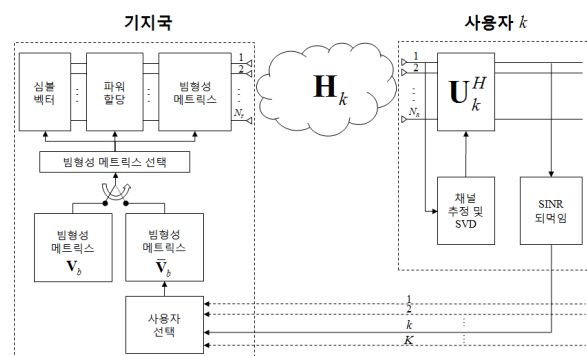 기지국
사용자 k
심볼
벡터
파워
할당
빔형성
메트릭스
1
2
N_T
H_k
1
2
N_R
U_k^H
빔형성 메트릭스 선택
빔형성
메트릭스
V_b
빔형성
메트릭스
V̅_b
채널
추정 및
SVD
SINR
되먹임
사용자
선택
1
2
k
K